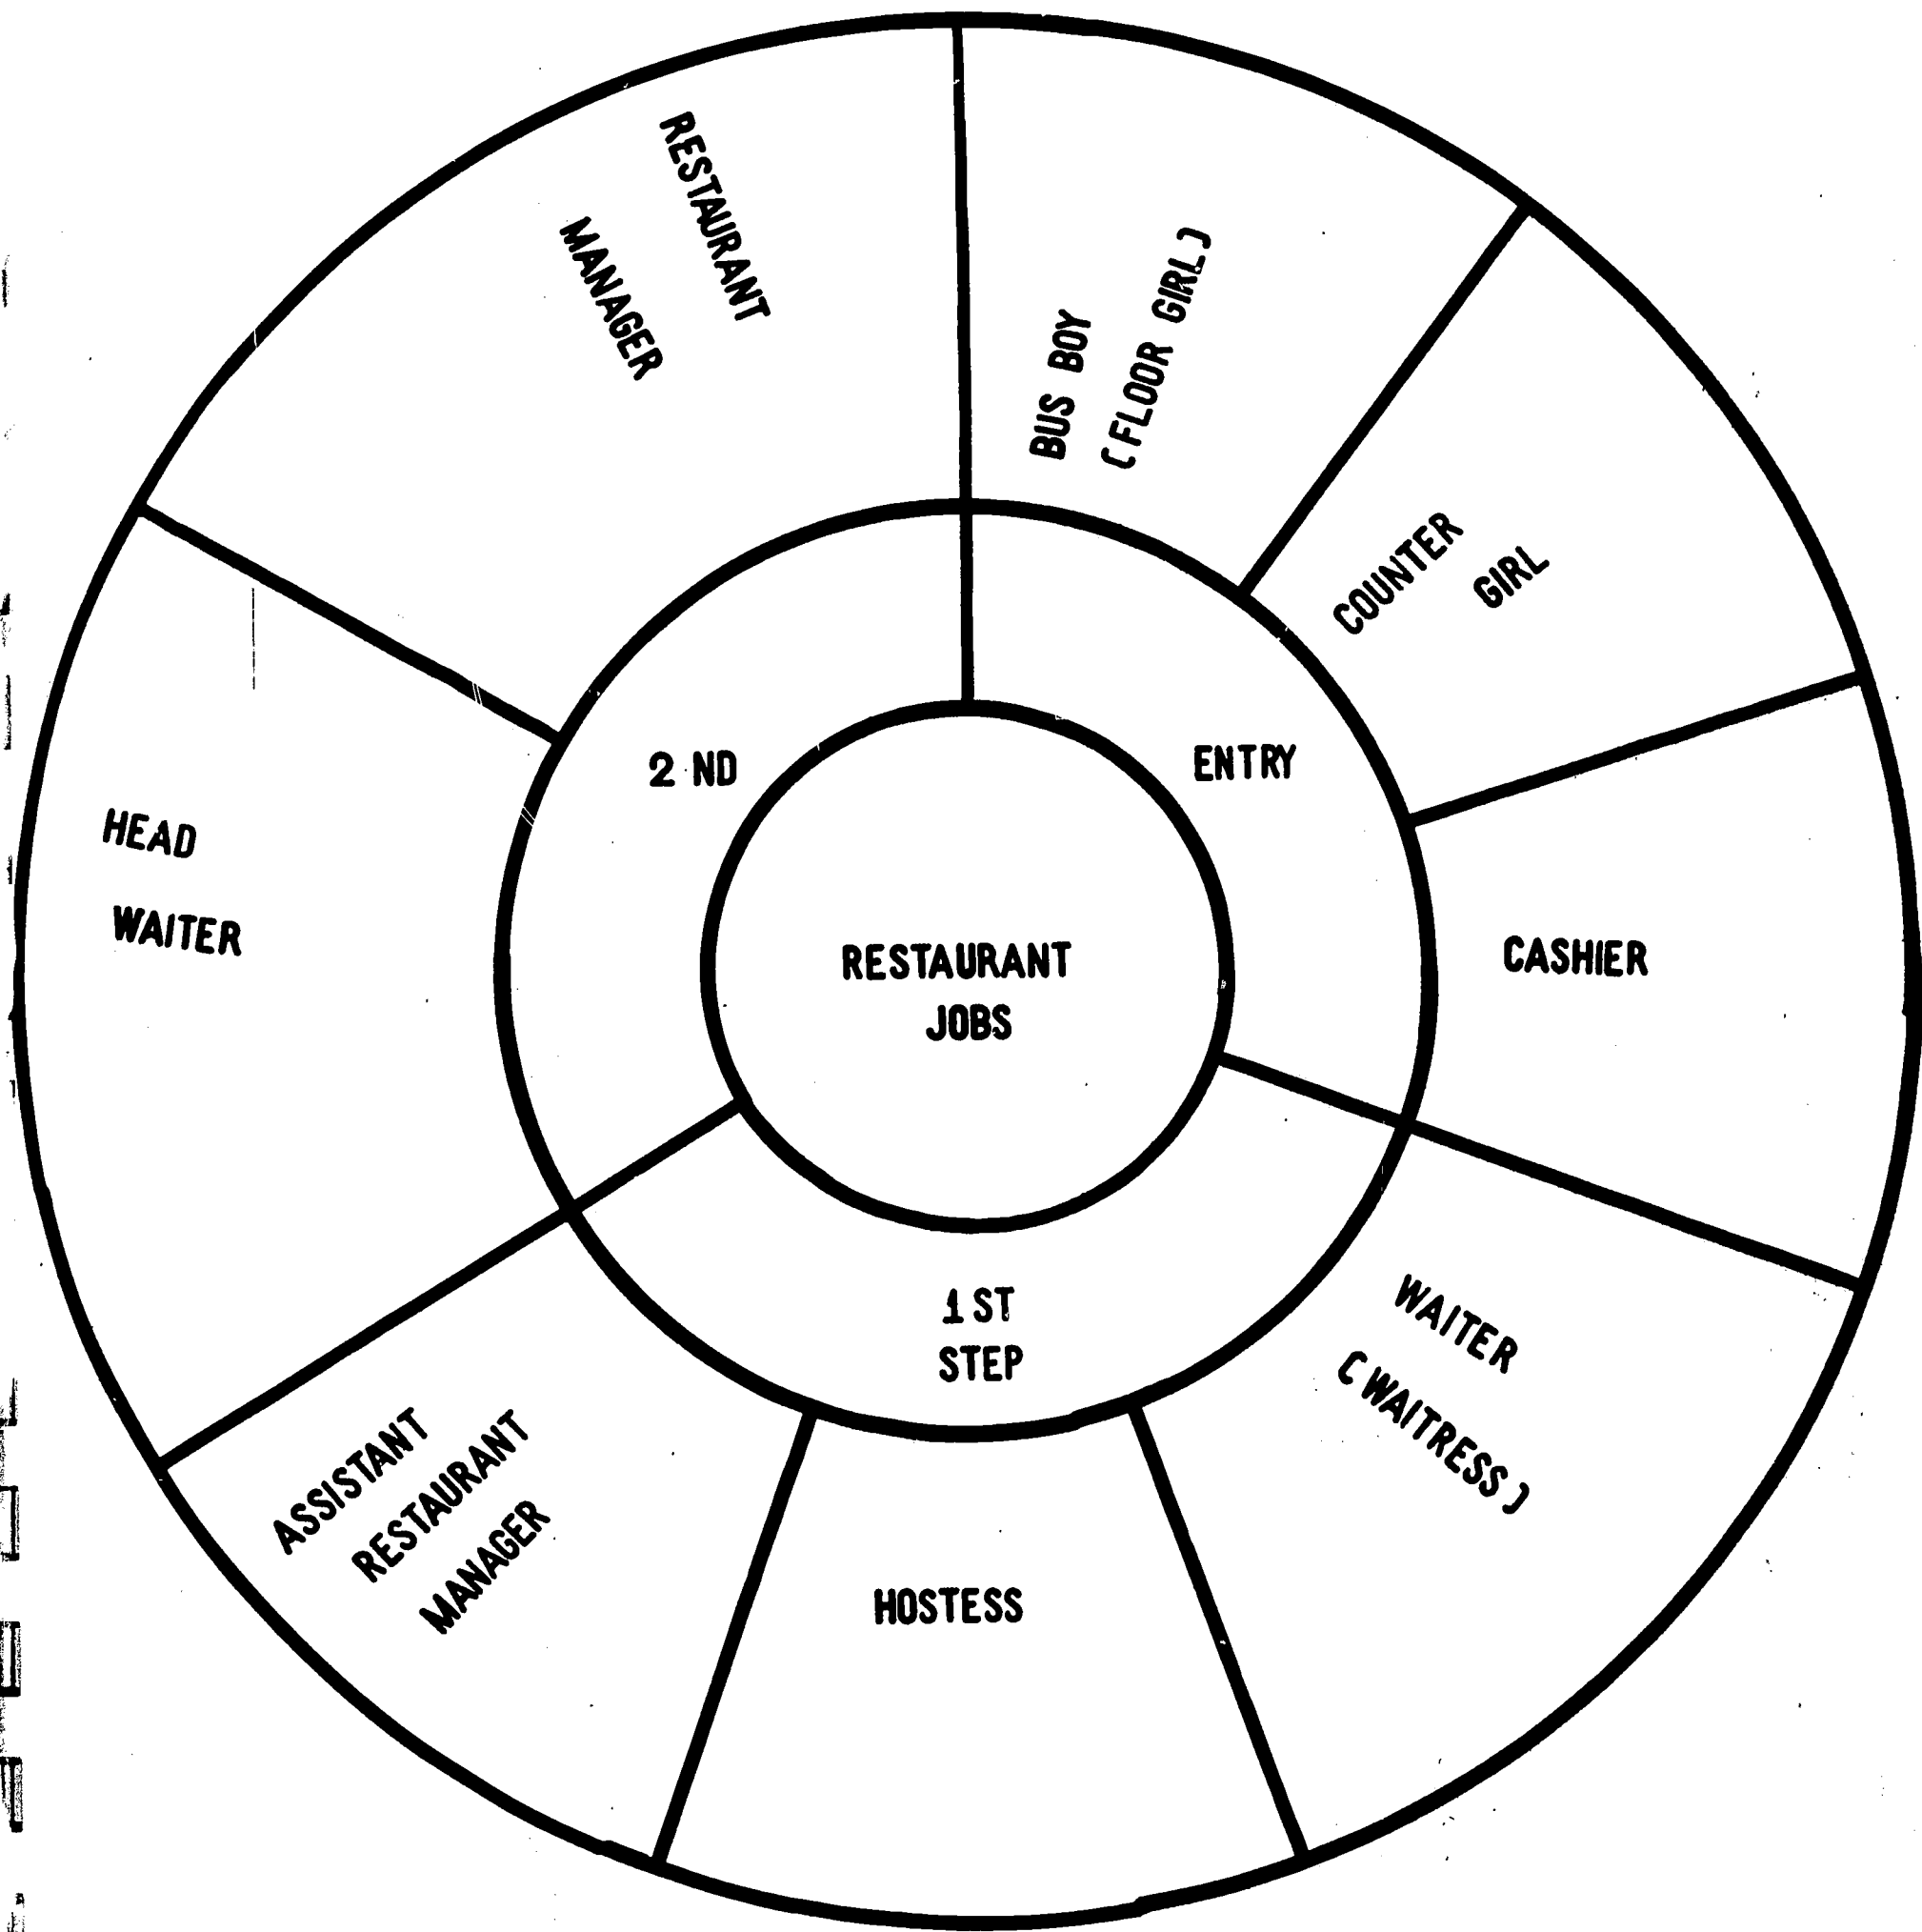 RESTAURANT
JOBS
ENTRY
1 ST
STEP
2 ND
BUS BOY
(FLOOR GIRL)
COUNTER
GIRL
CASHIER
WAITER
(WAITRESS)
HOSTESS
ASSISTANT
RESTAURANT
MANAGER
HEAD
WAITER
RESTAURANT
MANAGER